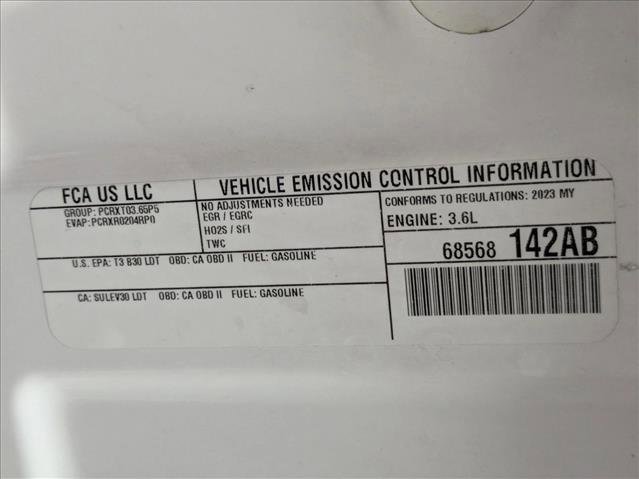 FCA US LLC
GROUP: PCRXT03.65P5
EVAP: PCRXR0204RP0
VEHICLE EMISSION CONTROL INFORMATION
NO ADJUSTMENTS NEEDED
EGR / EGRC
HO2S / SFI
TWC
CONFORMS TO REGULATIONS: 2023 MY
ENGINE: 3.6L
68568 142AB
U.S. EPA: T3 B30 LDT OBD: CA OBD II FUEL: GASOLINE
CA: SULEV30 LDT OBD: CA OBD II FUEL: GASOLINE